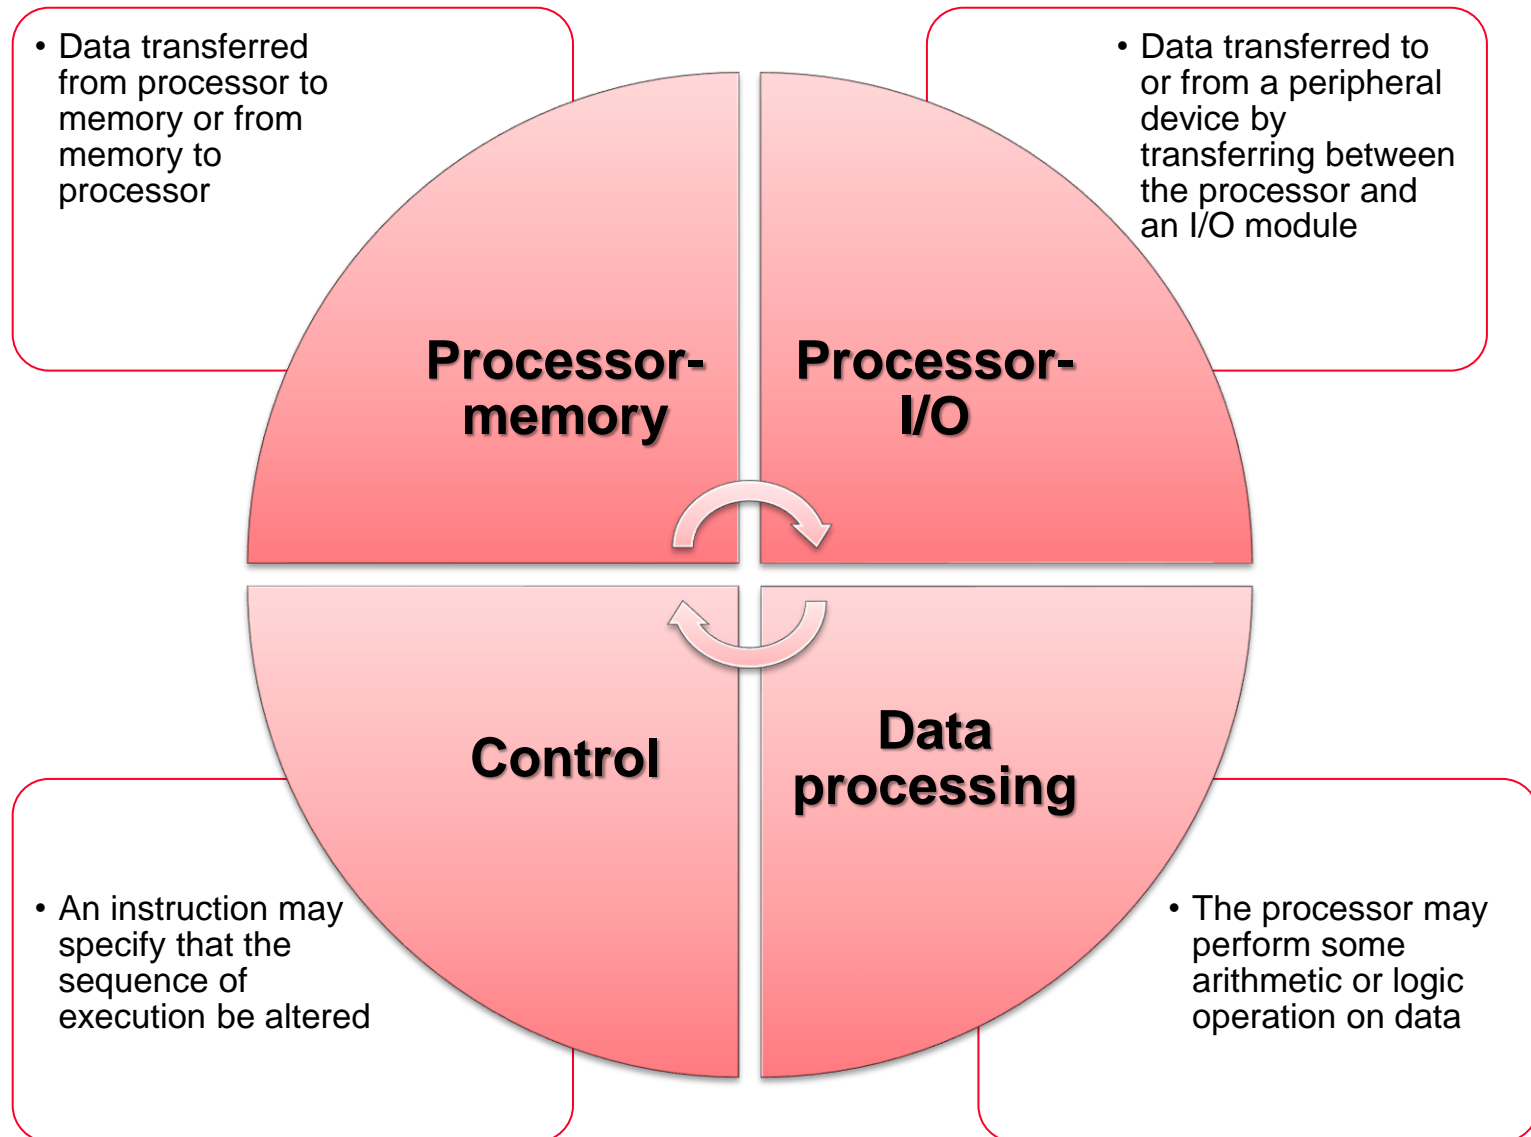 • Data transferred
from processor to
memory or from
memory to
processor
• Data transferred to
or from a peripheral
device by
transferring between
the processor and
an I/O module
Processor-
memory
Processor-
I/O
Control
Data
processing
• An instruction may
specify that the
sequence of
execution be altered
• The processor may
perform some
arithmetic or logic
operation on data